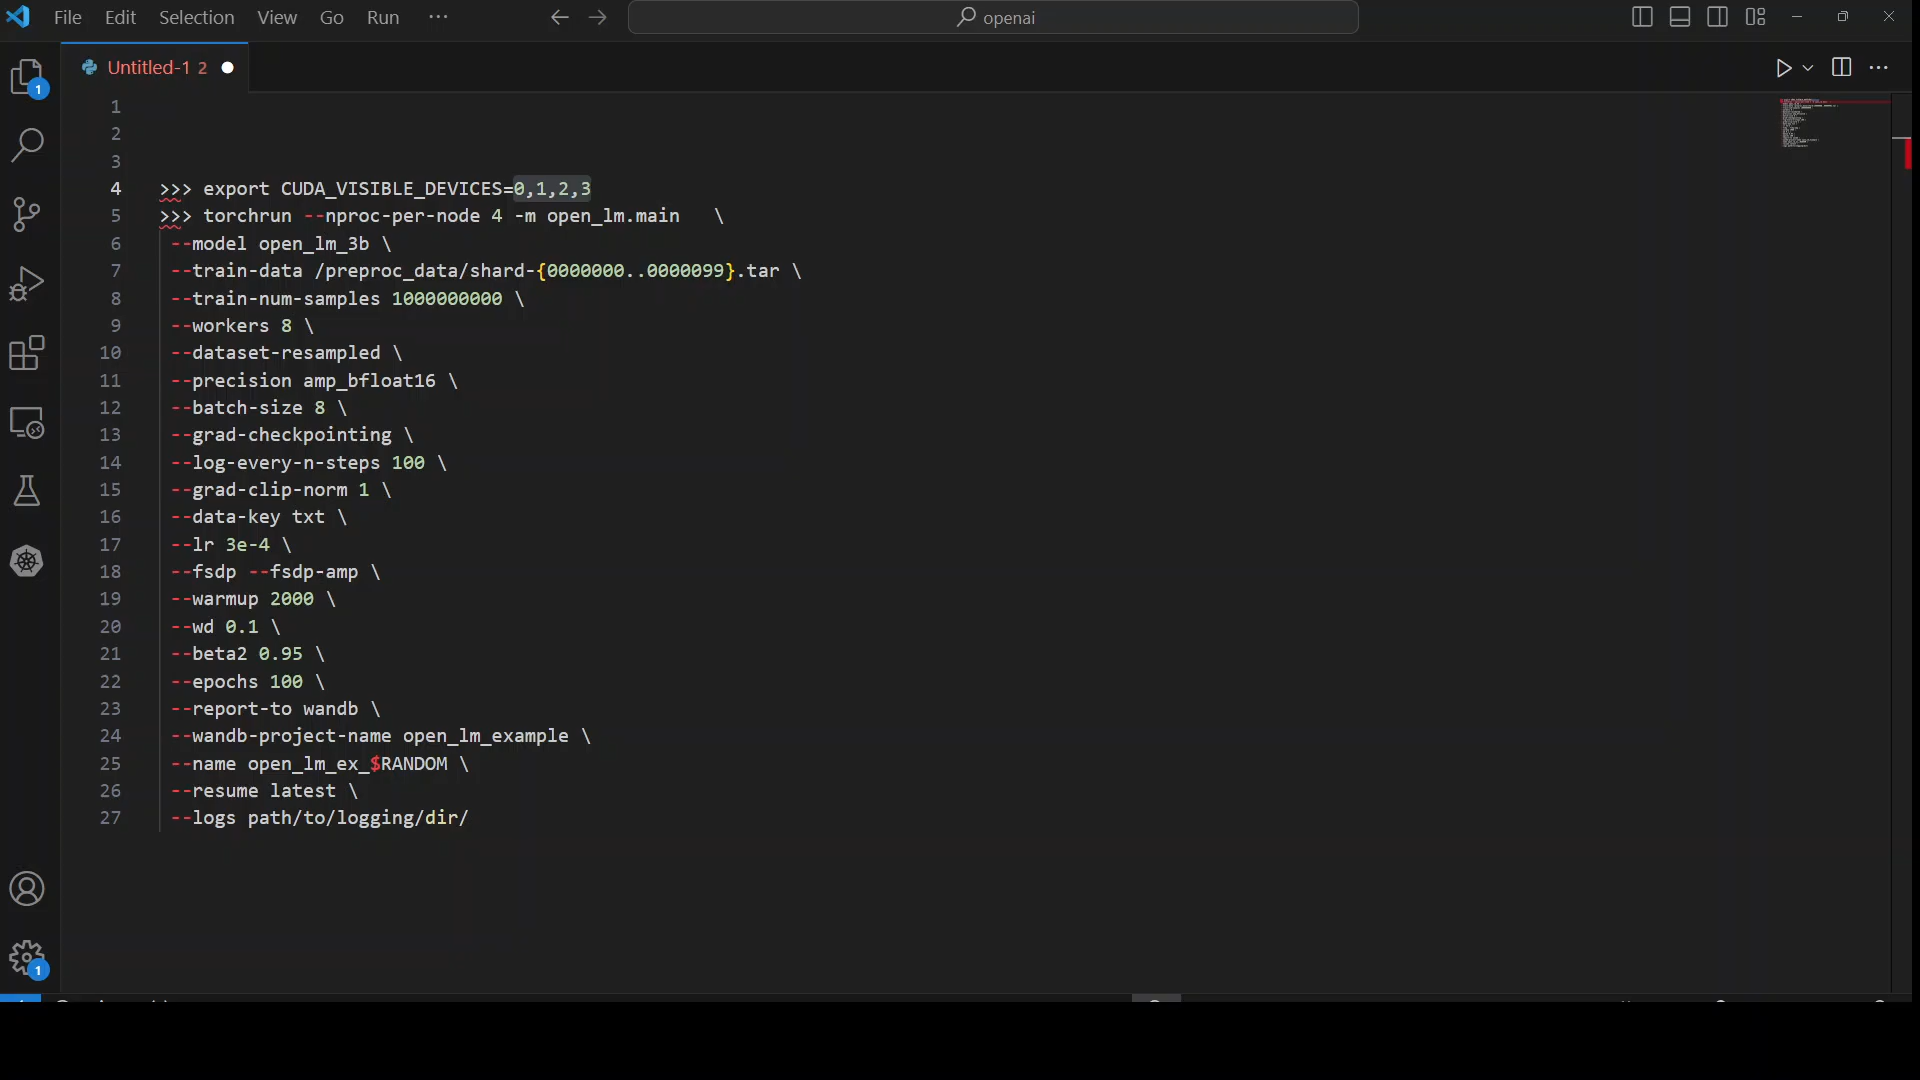 File Edit Selection View Go Run ··· openai
Untitled-1 2
1
1
2
3
4 >>> export CUDA_VISIBLE_DEVICES=0,1,2,3
5 >>> torchrun --nproc-per-node 4 -m open_lm.main \
6 --model open_lm_3b \
7 --train-data /preproc_data/shard-{0000000..0000099}.tar \
8 --train-num-samples 1000000000 \
9 --workers 8 \
10 --dataset-resampled \
11 --precision amp_bfloat16 \
12 --batch-size 8 \
13 --grad-checkpointing \
14 --log-every-n-steps 100 \
15 --grad-clip-norm 1 \
16 --data-key txt \
17 --lr 3e-4 \
18 --fsdp --fsdp-amp \
19 --warmup 2000 \
20 --wd 0.1 \
21 --beta2 0.95 \
22 --epochs 100 \
23 --report-to wandb \
24 --wandb-project-name open_lm_example \
25 --name open_lm_ex_$RANDOM \
26 --resume latest \
27 --logs path/to/logging/dir/
1